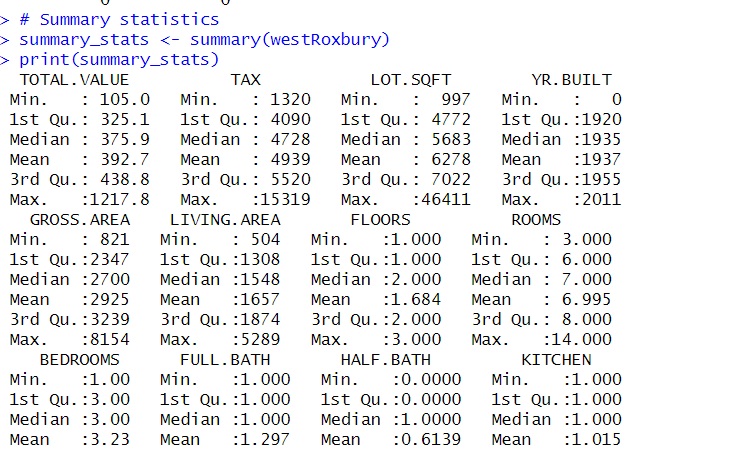 > # Summary statistics
> summary_stats <- summary(westRoxbury)
> print(summary_stats)
  TOTAL.VALUE          TAX           LOT.SQFT        YR.BUILT
 Min.   : 105.0   Min.   : 1320   Min.   :  997   Min.   :   0
 1st Qu.: 325.1   1st Qu.: 4090   1st Qu.: 4772   1st Qu.:1920
 Median : 375.9   Median : 4728   Median : 5683   Median :1935
 Mean   : 392.7   Mean   : 4939   Mean   : 6278   Mean   :1937
 3rd Qu.: 438.8   3rd Qu.: 5520   3rd Qu.: 7022   3rd Qu.:1955
 Max.   :1217.8   Max.   :15319   Max.   :46411   Max.   :2011
   GROSS.AREA    LIVING.AREA       FLOORS          ROOMS
 Min.   : 821   Min.   : 504   Min.   :1.000   Min.   : 3.000
 1st Qu.:2347   1st Qu.:1308   1st Qu.:1.000   1st Qu.: 6.000
 Median :2700   Median :1548   Median :2.000   Median : 7.000
 Mean   :2925   Mean   :1657   Mean   :1.684   Mean   : 6.995
 3rd Qu.:3239   3rd Qu.:1874   3rd Qu.:2.000   3rd Qu.: 8.000
 Max.   :8154   Max.   :5289   Max.   :3.000   Max.   :14.000
    BEDROOMS      FULL.BATH       HALF.BATH         KITCHEN
 Min.   :1.00   Min.   :1.000   Min.   :0.0000   Min.   :1.000
 1st Qu.:3.00   1st Qu.:1.000   1st Qu.:0.0000   1st Qu.:1.000
 Median :3.00   Median :1.000   Median :1.0000   Median :1.000
 Mean   :3.23   Mean   :1.297   Mean   :0.6139   Mean   :1.015